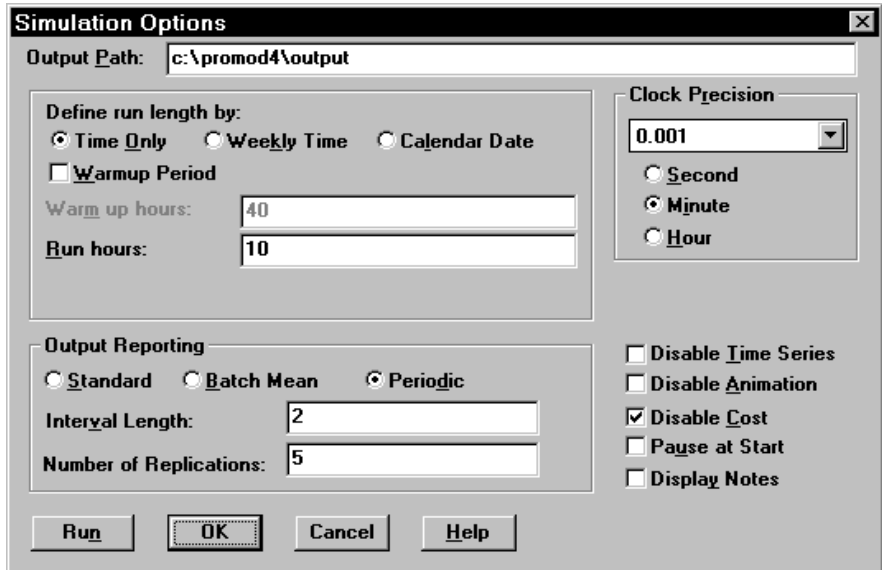 Simulation Options
Output Path: c:\promod4\output
Define run length by:
Time Only Weekly Time Calendar Date
Warmup Period
Warm up hours: 40
Run hours: 10
Clock Precision
0.001
Second
Minute
Hour
Output Reporting
Standard Batch Mean Periodic
Interval Length: 2
Number of Replications: 5
Disable Time Series
Disable Animation
Disable Cost
Pause at Start
Display Notes
Run OK Cancel Help